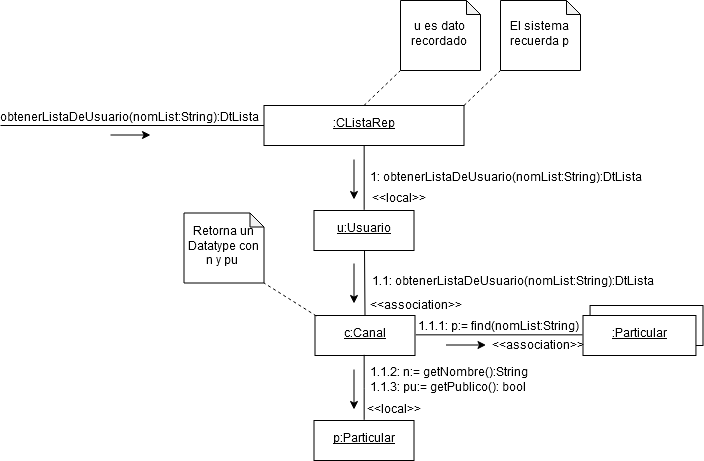 u es dato
recordado
El sistema
recuerda p
obtenerListaDeUsuario(nomList:String):DtLista
:CListaRep
1: obtenerListaDeUsuario(nomList:String):DtLista
<<local>>
Retorna un
Datatype con
n y pu
u:Usuario
1.1: obtenerListaDeUsuario(nomList:String):DtLista
<<association>>
c:Canal
1.1.1: p:= find(nomList:String)
<<association>>
:Particular
1.1.2: n:= getNombre():String
1.1.3: pu:= getPublico(): bool
<<local>>
p:Particular